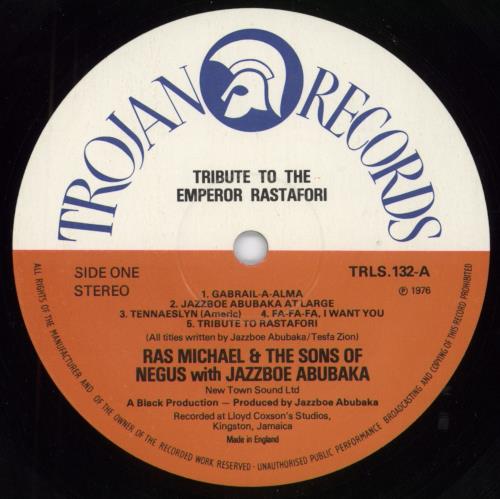 TROJAN RECORDS
TRIBUTE TO THE
EMPEROR RASTAFORI
SIDE ONE
STEREO
TRLS.132-A
Ⓟ 1976
1. GABRAIL-A-ALMA
2. JAZZBOE ABUBAKA AT LARGE
3. TENNAESLYN (Americ) 4. FA-FA-FA, I WANT YOU
5. TRIBUTE TO RASTAFORI
(All titles written by Jazzboe Abubaka/Tesfa Zion)
RAS MICHAEL & THE SONS OF
NEGUS with JAZZBOE ABUBAKA
New Town Sound Ltd
A Black Production — Produced by Jazzboe Abubaka
Recorded at Lloyd Coxson's Studios,
Kingston, Jamaica
Made in England
ALL RIGHTS OF THE MANUFACTURER AND OF THE OWNER OF THE RECORDED WORK RESERVED - UNAUTHORISED PUBLIC PERFORMANCE BROADCASTING AND COPYING OF THIS RECORD PROHIBITED